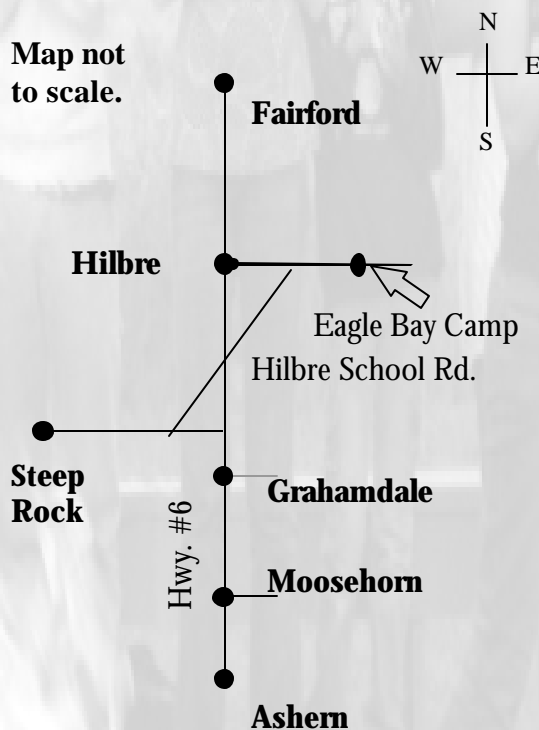 Map not
to scale.
N
W E
S
Fairford
Hilbre
Eagle Bay Camp
Hilbre School Rd.
Steep
Rock
Grahamdale
Hwy. #6
Moosehorn
Ashern